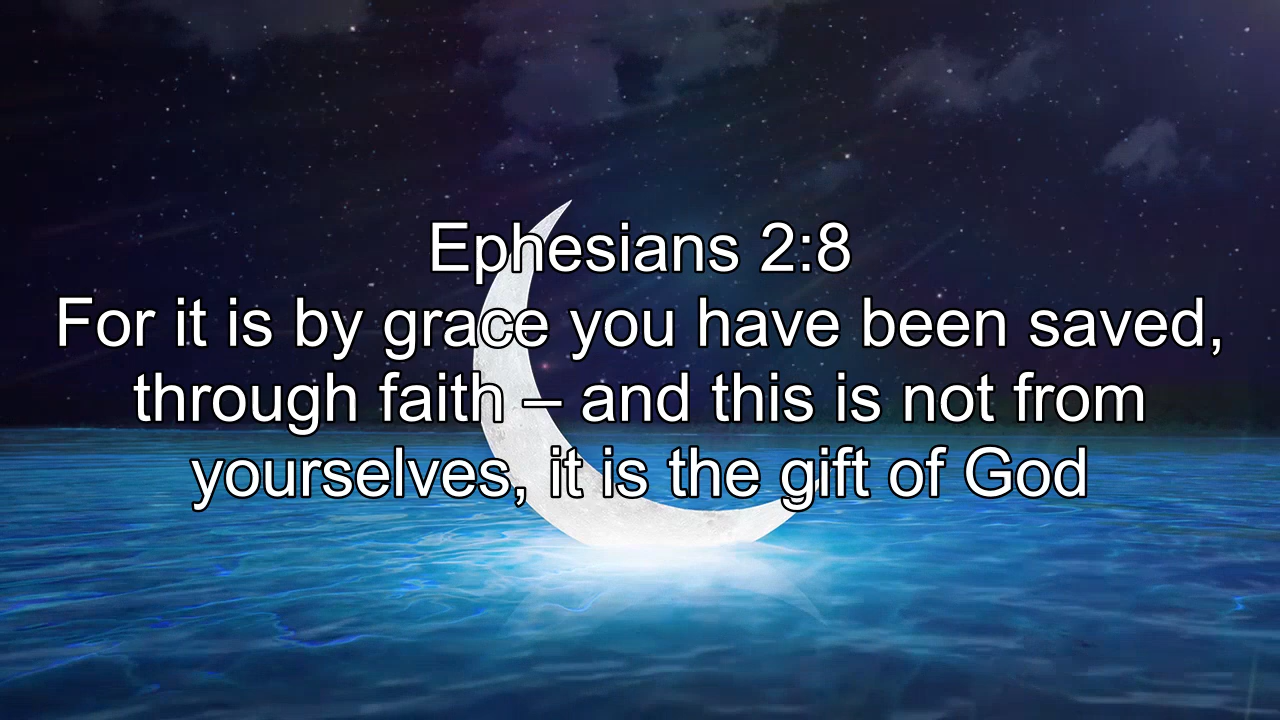 Ephesians 2:8
For it is by grace you have been saved,
through faith – and this is not from
yourselves, it is the gift of God